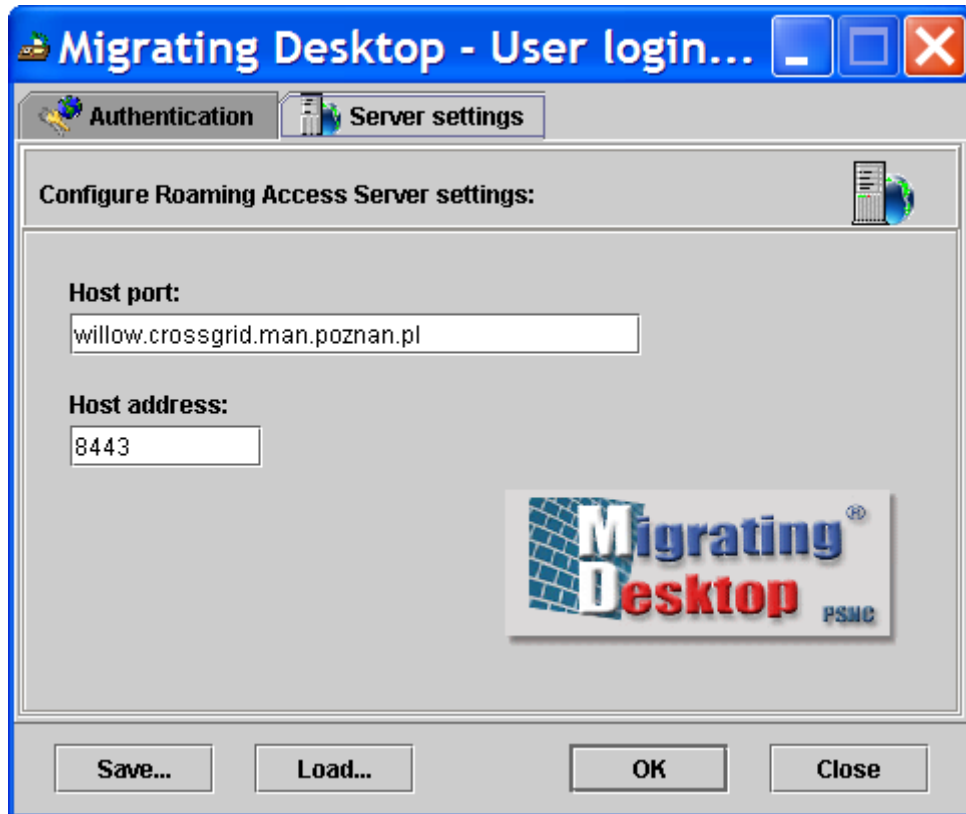 Migrating Desktop - User login...
Authentication Server settings
Configure Roaming Access Server settings:
Host port:
willow.crossgrid.man.poznan.pl
Host address:
8443
Migrating ®
Desktop PSNC
Save... Load... OK Close